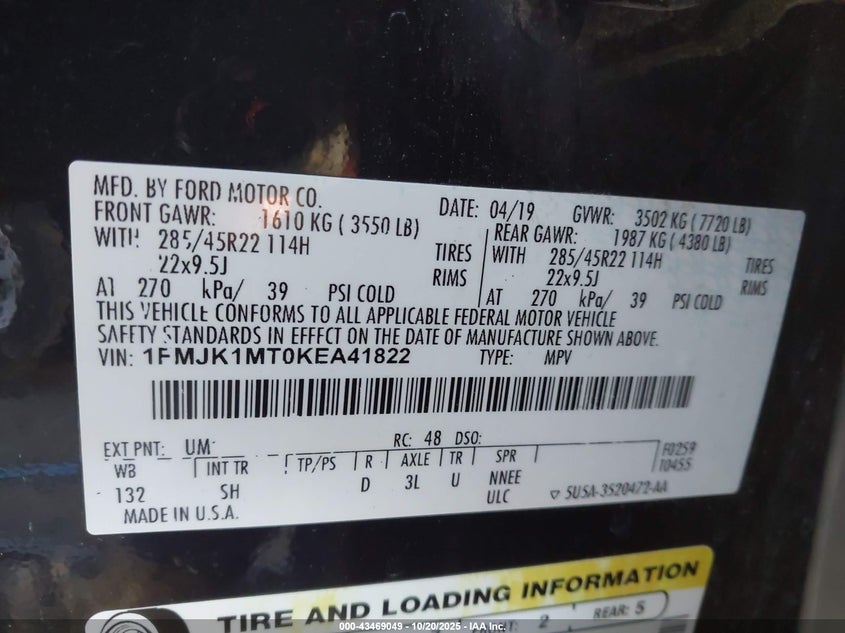 MFD. BY FORD MOTOR CO.
DATE: 04/19 GVWR: 3502 KG ( 7720 LB)
FRONT GAWR: 1610 KG ( 3550 LB)
REAR GAWR: 1987 KG ( 4380 LB)
WITH 285/45R22 114H TIRES
WITH 285/45R22 114H TIRES
22x9.5J RIMS
22x9.5J RIMS
AT 270 kPa/ 39 PSI COLD
AT 270 kPa/ 39 PSI COLD
THIS VEHICLE CONFORMS TO ALL APPLICABLE FEDERAL MOTOR VEHICLE
SAFETY STANDARDS IN EFFECT ON THE DATE OF MANUFACTURE SHOWN ABOVE.
VIN: 1FMJK1MT0KEA41822 TYPE: MPV
EXT PNT: UM RC: 48 DSO:
F0259
T0455
WB INT TR TP/PS R AXLE TR SPR
132 SH D 3L U NNEE
ULC
5USA-3520472-AA
MADE IN U.S.A.
TIRE AND LOADING INFORMATION
2 REAR: 5
000-43469049 - 10/20/2025 - IAA, Inc.